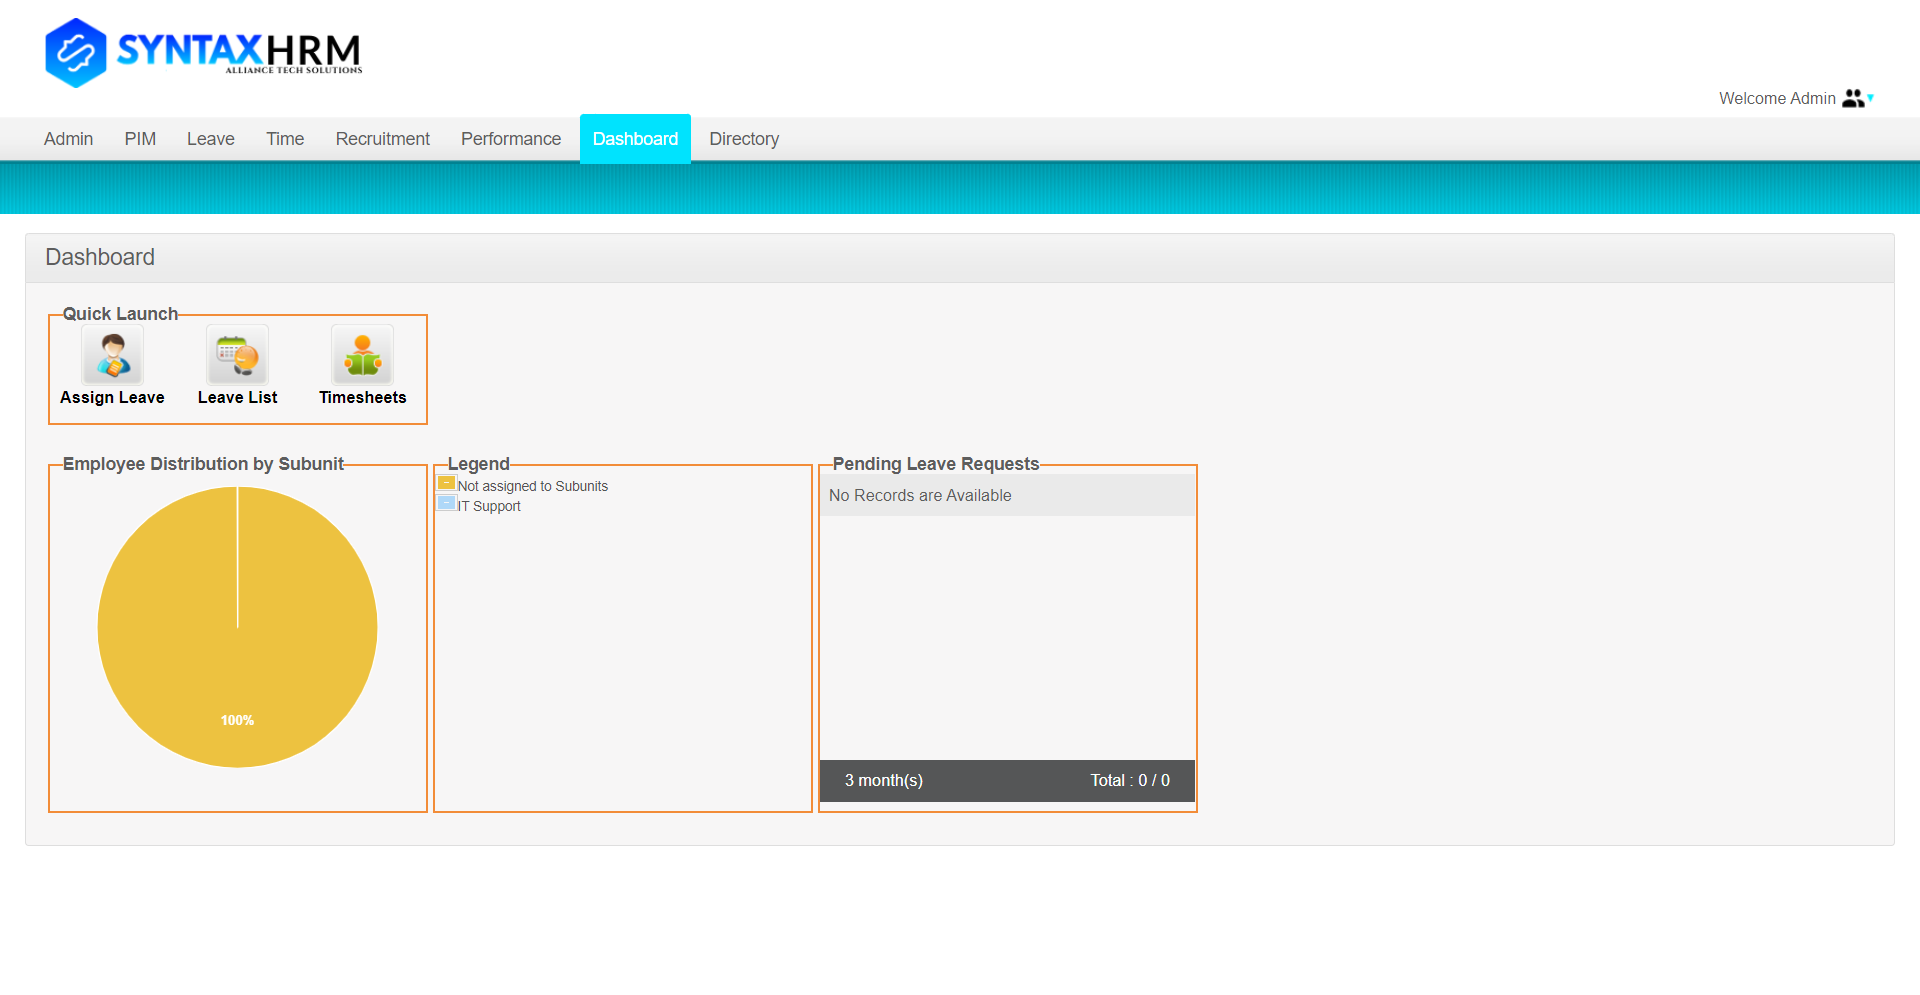 SYNTAXHRM
ALLIANCE TECH SOLUTIONS
Welcome Admin
Admin PIM Leave Time Recruitment Performance Dashboard Directory
Dashboard
Quick Launch
Assign Leave Leave List Timesheets
Employee Distribution by Subunit
100%
Legend
Not assigned to Subunits
IT Support
Pending Leave Requests
No Records are Available
3 month(s) Total : 0 / 0